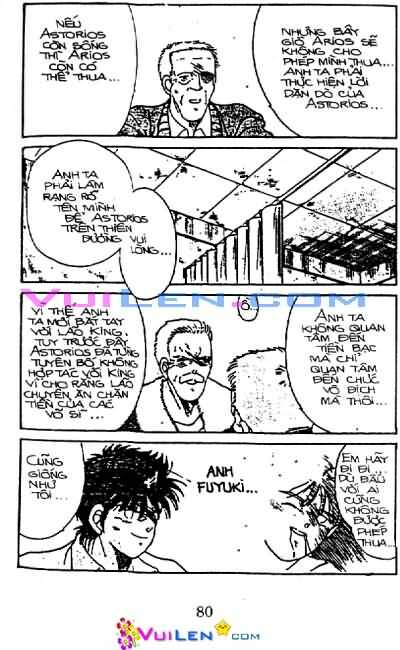 NẾU
ASTORIOS
CÒN SỐNG
THÌ ARIOS
CÒN CÓ
THỂ THUA...
NHƯNG BÂY
GIỜ ARIOS SẼ
KHÔNG CHO
PHÉP MÌNH THUA...
ANH TA PHẢI
THỰC HIỆN LỜI
DẶN DÒ CỦA
ASTORIOS...
ANH TA
PHẢI LÀM
RẠNG RỠ
TÊN MÌNH
ĐỂ ASTORIOS
TRÊN THIÊN
ĐƯỜNG VUI
LÒNG...
VUILEN.COM
VÌ THẾ ANH
TA MỚI BẮT TAY
VỚI LÃO KING,
TUY TRƯỚC ĐÂY
ASTORIOS ĐÃ TỪNG
TUYÊN BỐ KHÔNG
HỢP TÁC VỚI KING
VÌ CHO RẰNG LÃO
CHUYÊN ĂN CHẶN
TIỀN CỦA CÁC
VÕ SĨ...
Ồ...
ANH TA
KHÔNG QUAN
TÂM ĐẾN
TIỀN BẠC
MÀ CHỈ
QUAN TÂM
ĐẾN CHỨC
VÔ ĐỊCH
MÀ THÔI...
CŨNG
GIỐNG
NHƯ
TÔI...
ANH
FUYUKI...
EM HÃY
ĐI ĐI...
DÙ ĐẤU
VỚI AI
CŨNG
KHÔNG
ĐƯỢC
PHÉP
THUA...
80
VUILEN.COM